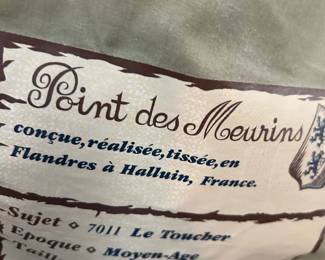 Point des Meurins
conçue, réalisée, tissée, en
Flandres à Halluin, France.
Sujet ⋄ 7011 Le Toucher
Epoque ⋄ Moyen-Age